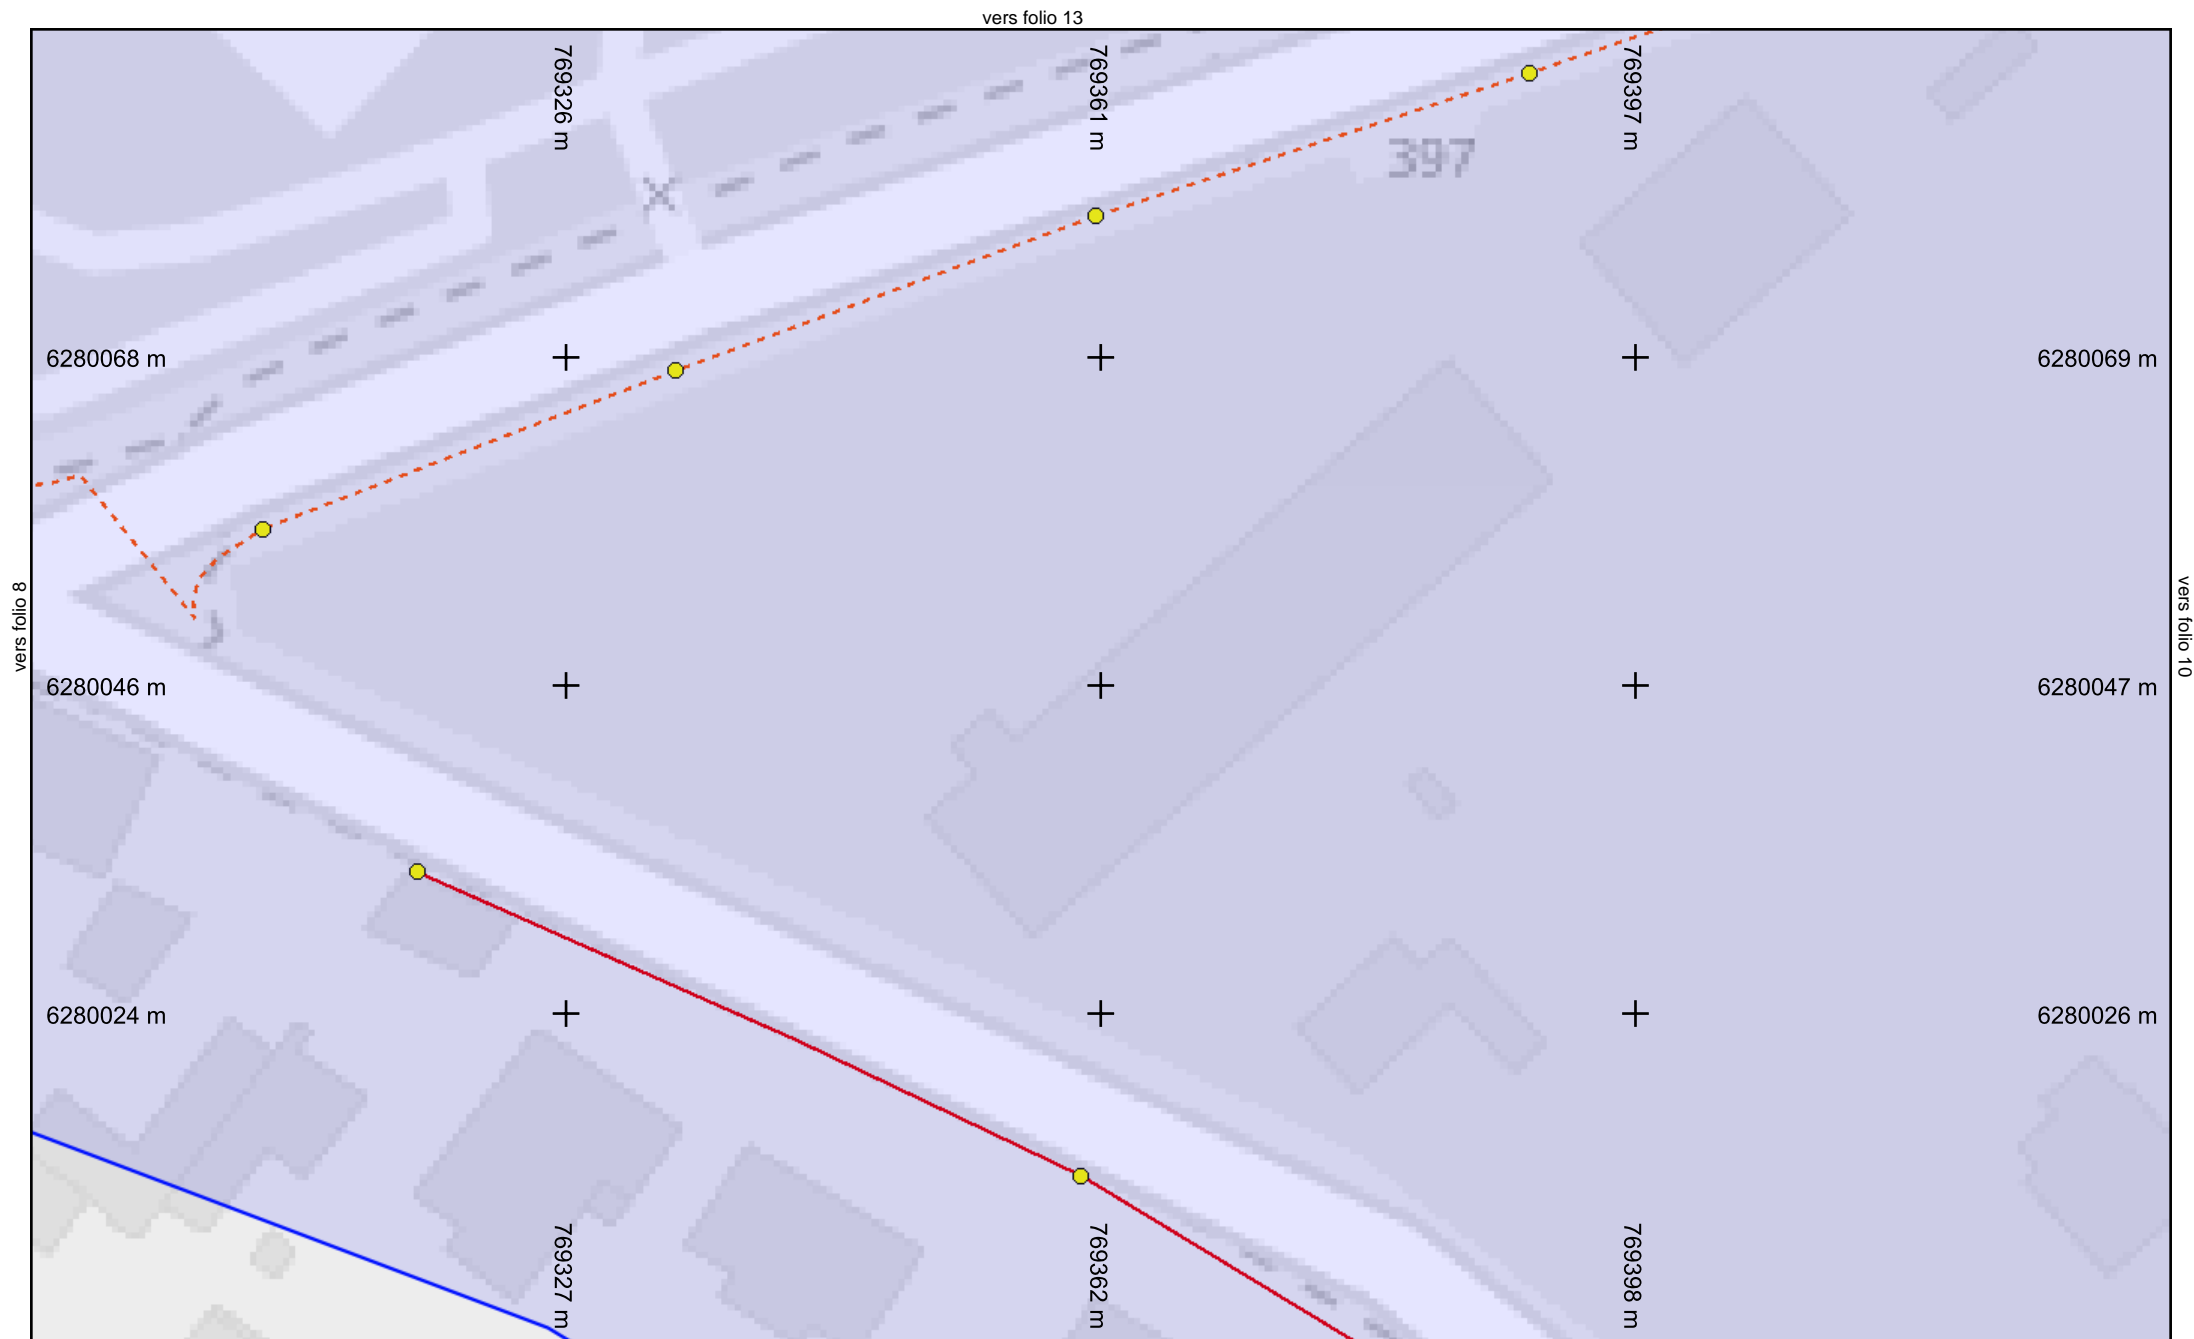 vers folio 13
769326 m
769361 m
769397 m
397
6280068 m
6280069 m
vers folio 8
vers folio 10
6280046 m
6280047 m
6280024 m
6280026 m
769327 m
769362 m
769398 m